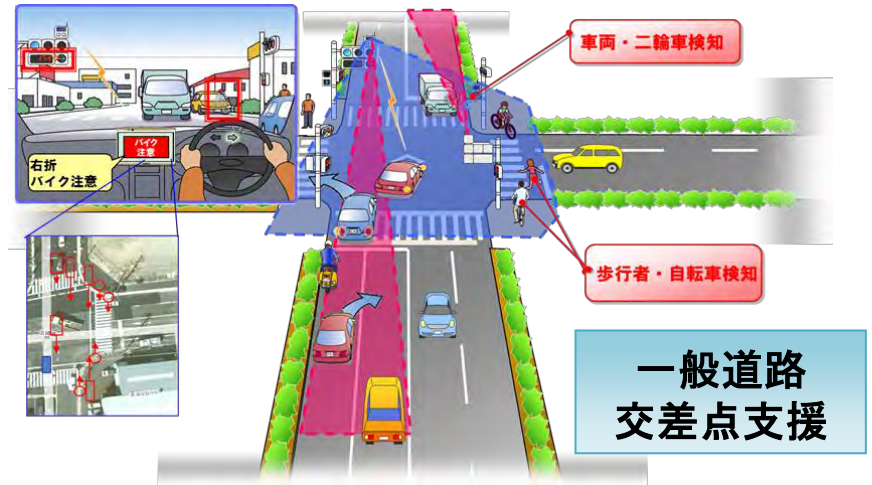 車両・二輪車検知
バイク
注意
右折
バイク注意
歩行者・自転車検知
一般道路
交差点支援